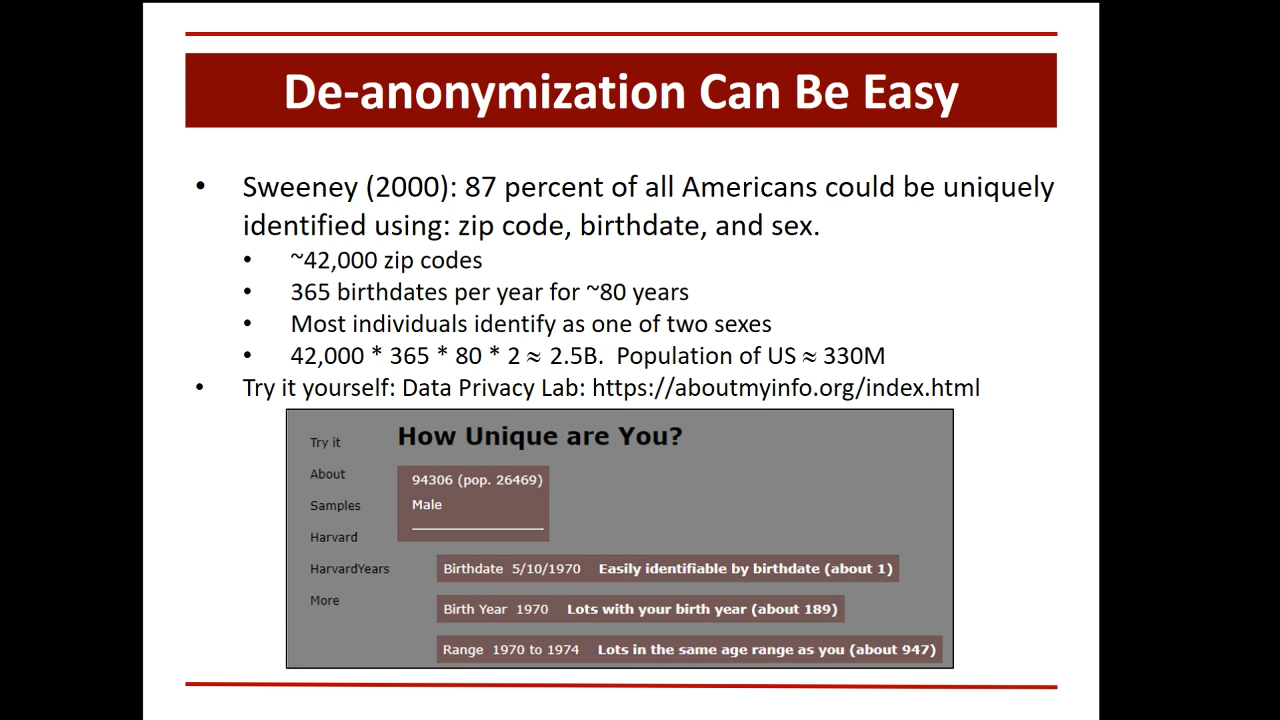 De-anonymization Can Be Easy
• Sweeney (2000): 87 percent of all Americans could be uniquely
identified using: zip code, birthdate, and sex.
• ~42,000 zip codes
• 365 birthdates per year for ~80 years
• Most individuals identify as one of two sexes
• 42,000 * 365 * 80 * 2 ≈ 2.5B. Population of US ≈ 330M
• Try it yourself: Data Privacy Lab: https://aboutmyinfo.org/index.html
Try it
About
Samples
Harvard
HarvardYears
More
How Unique are You?
94306 (pop. 26469)
Male
Birthdate 5/10/1970 Easily identifiable by birthdate (about 1)
Birth Year 1970 Lots with your birth year (about 189)
Range 1970 to 1974 Lots in the same age range as you (about 947)